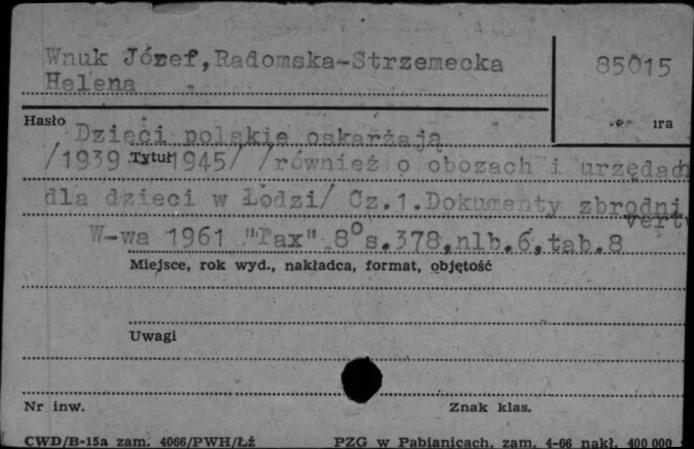 Wnuk Józef, Radomska-Strzemecka
Helena
85015
Hasło
Dzieci polskie oskarżają
/1939 Tytuł 1945/ /również o obozach i urzędach
dla dzieci w Łodzi/ Cz.1.Dokumenty zbrodni
vert
W-wa 1961 "Pax" 8° s.378,nlb.6,tab.8
Miejsce, rok wyd., nakładca, format, objętość
Uwagi
Nr inw.
Znak klas.
CWD/B-15a zam. 4066/PWH/Łź
PZG w Pabianicach, zam. 4-66 nakł. 400 000